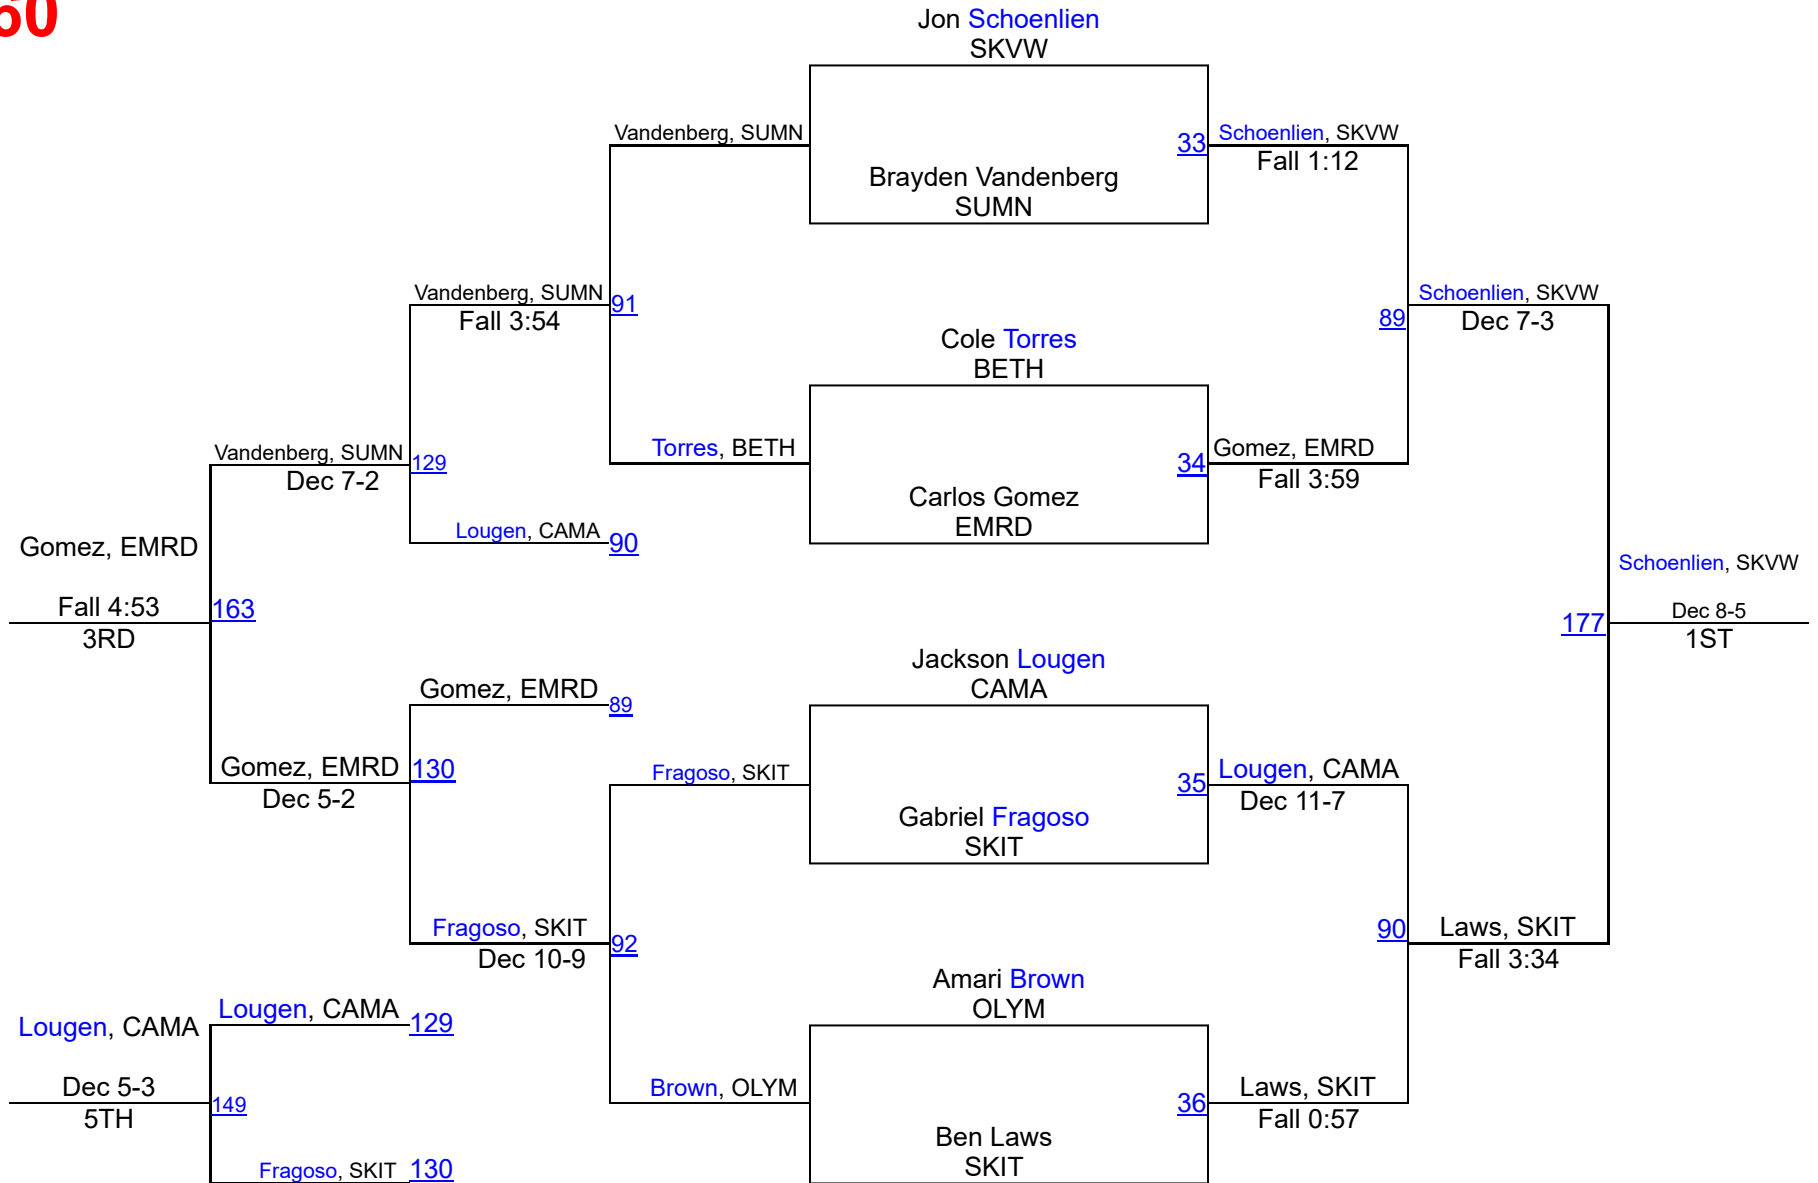 60
Jon Schoenlien
SKVW
Vandenberg, SUMN
33
Schoenlien, SKVW
Fall 1:12
Brayden Vandenberg
SUMN
Vandenberg, SUMN
Fall 3:54
91
Schoenlien, SKVW
Dec 7-3
89
Cole Torres
BETH
Torres, BETH
34
Gomez, EMRD
Fall 3:59
Carlos Gomez
EMRD
Vandenberg, SUMN
Dec 7-2
129
Lougen, CAMA
90
Gomez, EMRD
Fall 4:53
3RD
163
Schoenlien, SKVW
177
Dec 8-5
1ST
Jackson Lougen
CAMA
Gomez, EMRD
89
Gomez, EMRD
Dec 5-2
130
Fragoso, SKIT
35
Lougen, CAMA
Dec 11-7
Gabriel Fragoso
SKIT
Fragoso, SKIT
Dec 10-9
92
90
Laws, SKIT
Fall 3:34
Amari Brown
OLYM
Lougen, CAMA
Lougen, CAMA
129
Dec 5-3
5TH
149
Brown, OLYM
36
Laws, SKIT
Fall 0:57
Ben Laws
SKIT
Fragoso, SKIT
130